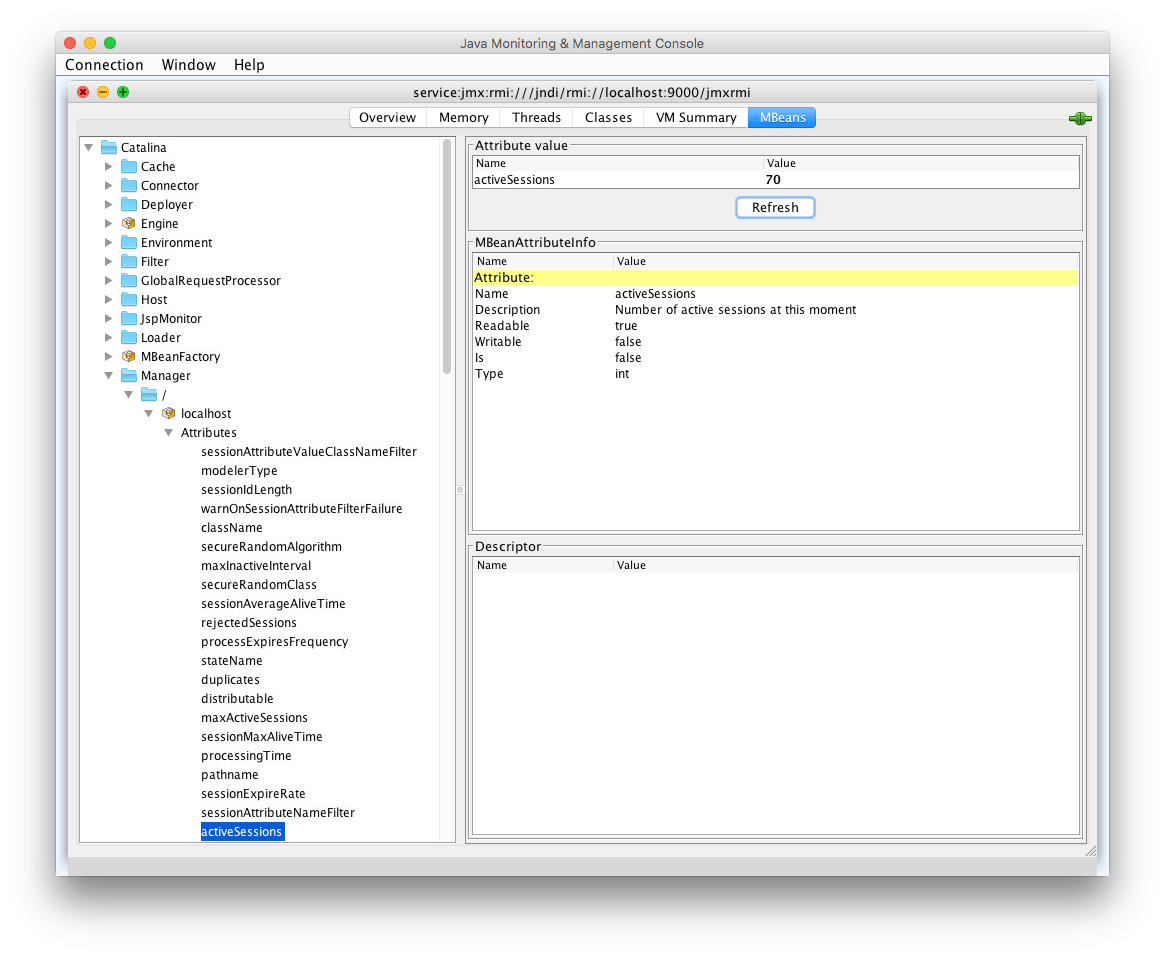 Java Monitoring & Management Console
Connection Window Help
service:jmx:rmi:///jndi/rmi://localhost:9000/jmxrmi
Overview Memory Threads Classes VM Summary MBeans
Catalina
Cache
Connector
Deployer
Engine
Environment
Filter
GlobalRequestProcessor
Host
JspMonitor
Loader
MBeanFactory
Manager
/
localhost
Attributes
sessionAttributeValueClassNameFilter
modelerType
sessionIdLength
warnOnSessionAttributeFilterFailure
className
secureRandomAlgorithm
maxInactiveInterval
secureRandomClass
sessionAverageAliveTime
rejectedSessions
processExpiresFrequency
stateName
duplicates
distributable
maxActiveSessions
sessionMaxAliveTime
processingTime
pathname
sessionExpireRate
sessionAttributeNameFilter
activeSessions
Attribute value
Name Value
activeSessions 70
Refresh
MBeanAttributeInfo
Name Value
Attribute:
Name activeSessions
Description Number of active sessions at this moment
Readable true
Writable false
Is false
Type int
Descriptor
Name Value